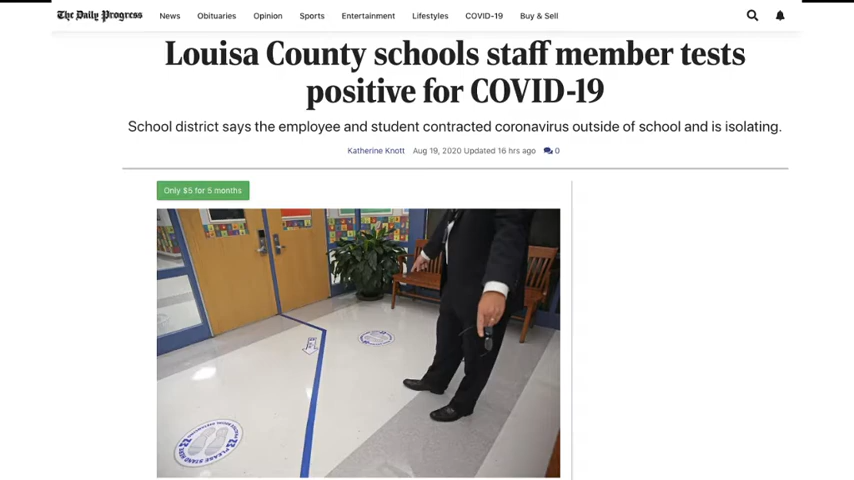 The Daily Progress
News
Obituaries
Opinion
Sports
Entertainment
Lifestyles
COVID-19
Buy & Sell
Louisa County schools staff member tests
positive for COVID-19
School district says the employee and student contracted coronavirus outside of school and is isolating.
Katherine Knott Aug 19, 2020 Updated 16 hrs ago 0
Only $5 for 5 months
PLEASE STAND HERE